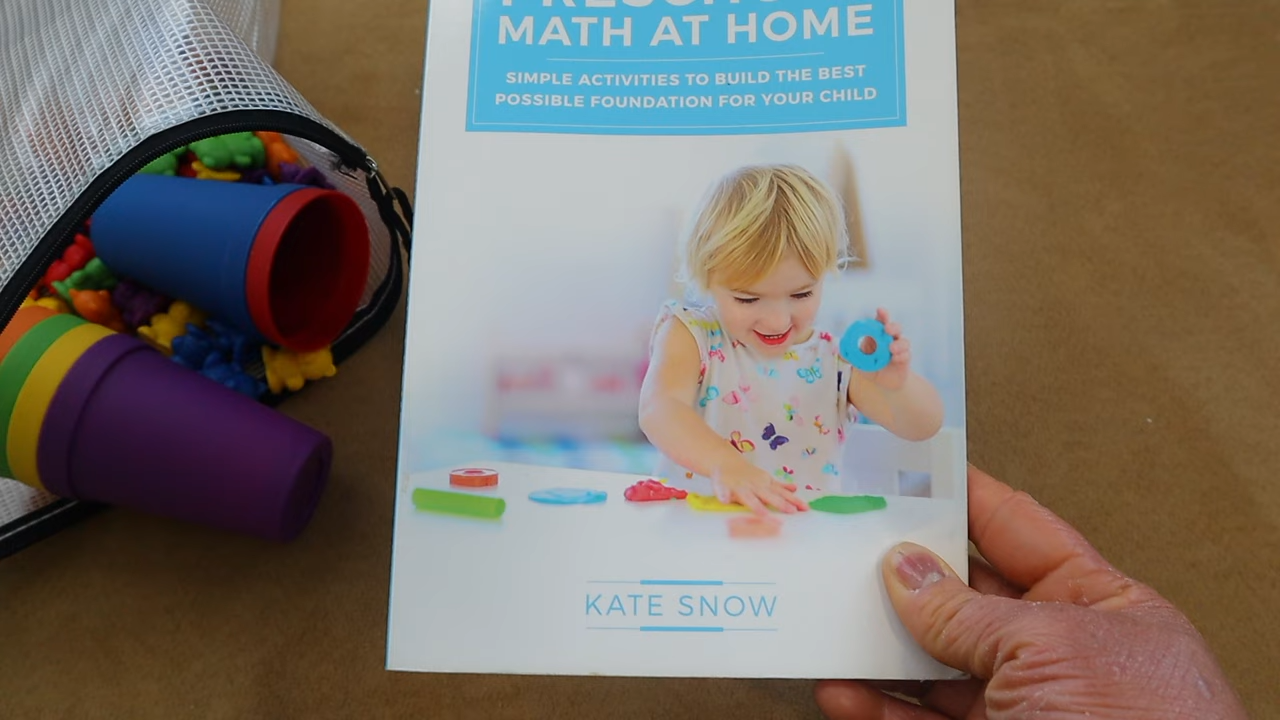 MATH AT HOME
SIMPLE ACTIVITIES TO BUILD THE BEST
POSSIBLE FOUNDATION FOR YOUR CHILD
KATE SNOW